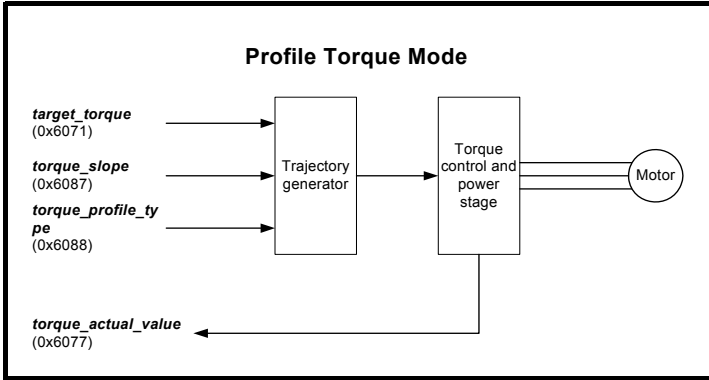 Profile Torque Mode
target_torque
(0x6071)
torque_slope
(0x6087)
torque_profile_ty
pe
(0x6088)
torque_actual_value
(0x6077)
Trajectory
generator
Torque
control and
power
stage
Motor